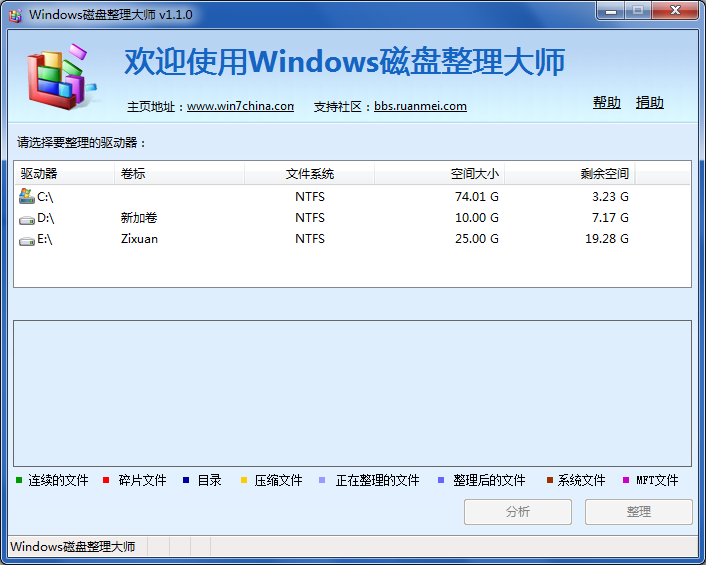 Windows磁盘整理大师 v1.1.0
欢迎使用Windows磁盘整理大师
主页地址：www.win7china.com 支持社区：bbs.ruanmei.com 帮助 捐助
请选择要整理的驱动器：
驱动器 卷标 文件系统 空间大小 剩余空间
C:\ NTFS 74.01 G 3.23 G
D:\ 新加卷 NTFS 10.00 G 7.17 G
E:\ Zixuan NTFS 25.00 G 19.28 G
连续的文件 碎片文件 目录 压缩文件 正在整理的文件 整理后的文件 系统文件 MFT文件
分析 整理
Windows磁盘整理大师